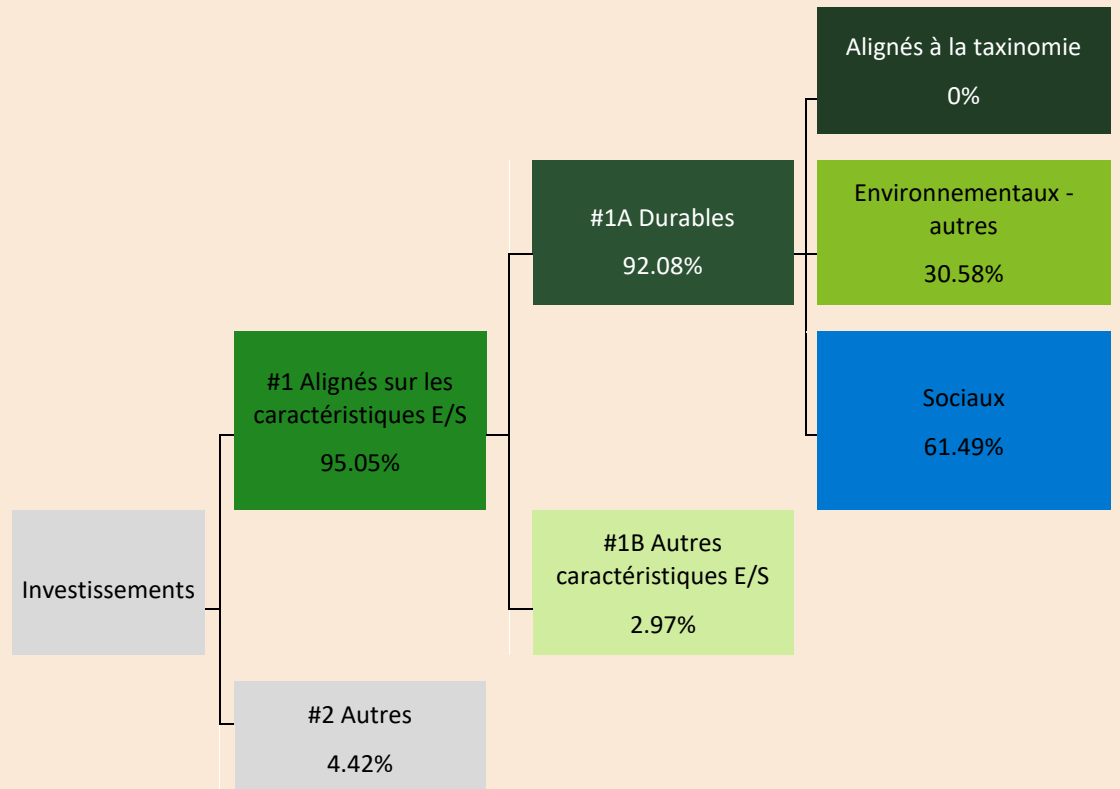 Alignés à la taxinomie
0%
#1A Durables
92.08%
Environnementaux -
autres
30.58%
#1 Alignés sur les
caractéristiques E/S
95.05%
Sociaux
61.49%
Investissements
#1B Autres
caractéristiques E/S
2.97%
#2 Autres
4.42%